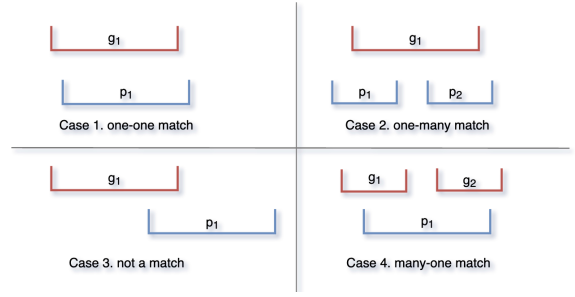 g1
p1
Case 1. one-one match
g1
p1 p2
Case 2. one-many match
g1
p1
Case 3. not a match
g1 g2
p1
Case 4. many-one match